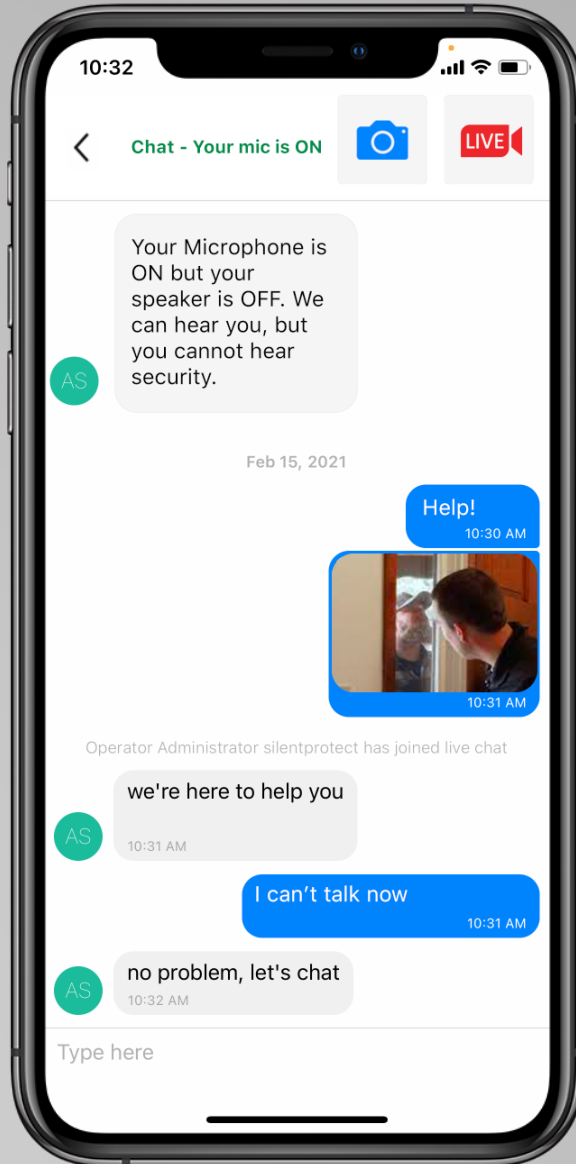 10:32
Chat - Your mic is ON
LIVE
Your Microphone is
ON but your
speaker is OFF. We
can hear you, but
you cannot hear
security.
AS
Feb 15, 2021
Help!
10:30 AM
10:31 AM
Operator Administrator silentprotect has joined live chat
we're here to help you
AS
10:31 AM
I can’t talk now
10:31 AM
no problem, let's chat
AS
10:32 AM
Type here